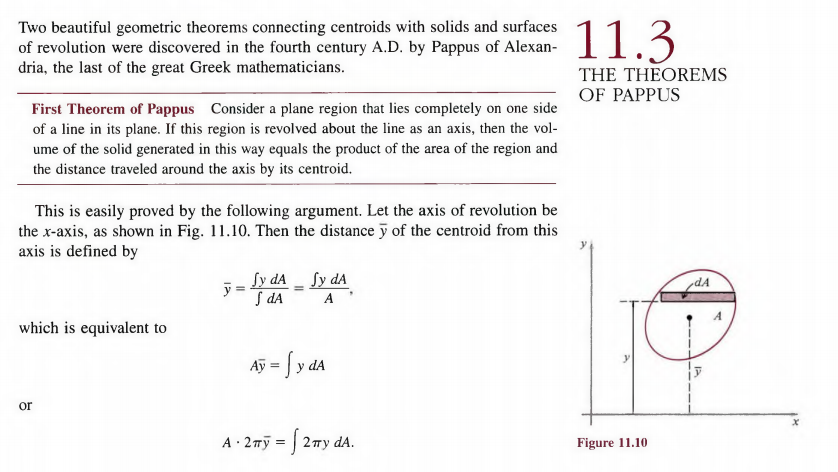 Two beautiful geometric theorems connecting centroids with solids and surfaces
of revolution were discovered in the fourth century A.D. by Pappus of Alexan-
dria, the last of the great Greek mathematicians.
11.3
THE THEOREMS
OF PAPPUS
First Theorem of Pappus Consider a plane region that lies completely on one side
of a line in its plane. If this region is revolved about the line as an axis, then the vol-
ume of the solid generated in this way equals the product of the area of the region and
the distance traveled around the axis by its centroid.
This is easily proved by the following argument. Let the axis of revolution be
the x-axis, as shown in Fig. 11.10. Then the distance ȳ of the centroid from this
axis is defined by
ȳ = ∫y dA / ∫ dA = ∫y dA / A,
which is equivalent to
Aȳ = ∫ y dA
or
A · 2πȳ = ∫ 2πy dA.
y
dA
A
y
ȳ
x
Figure 11.10